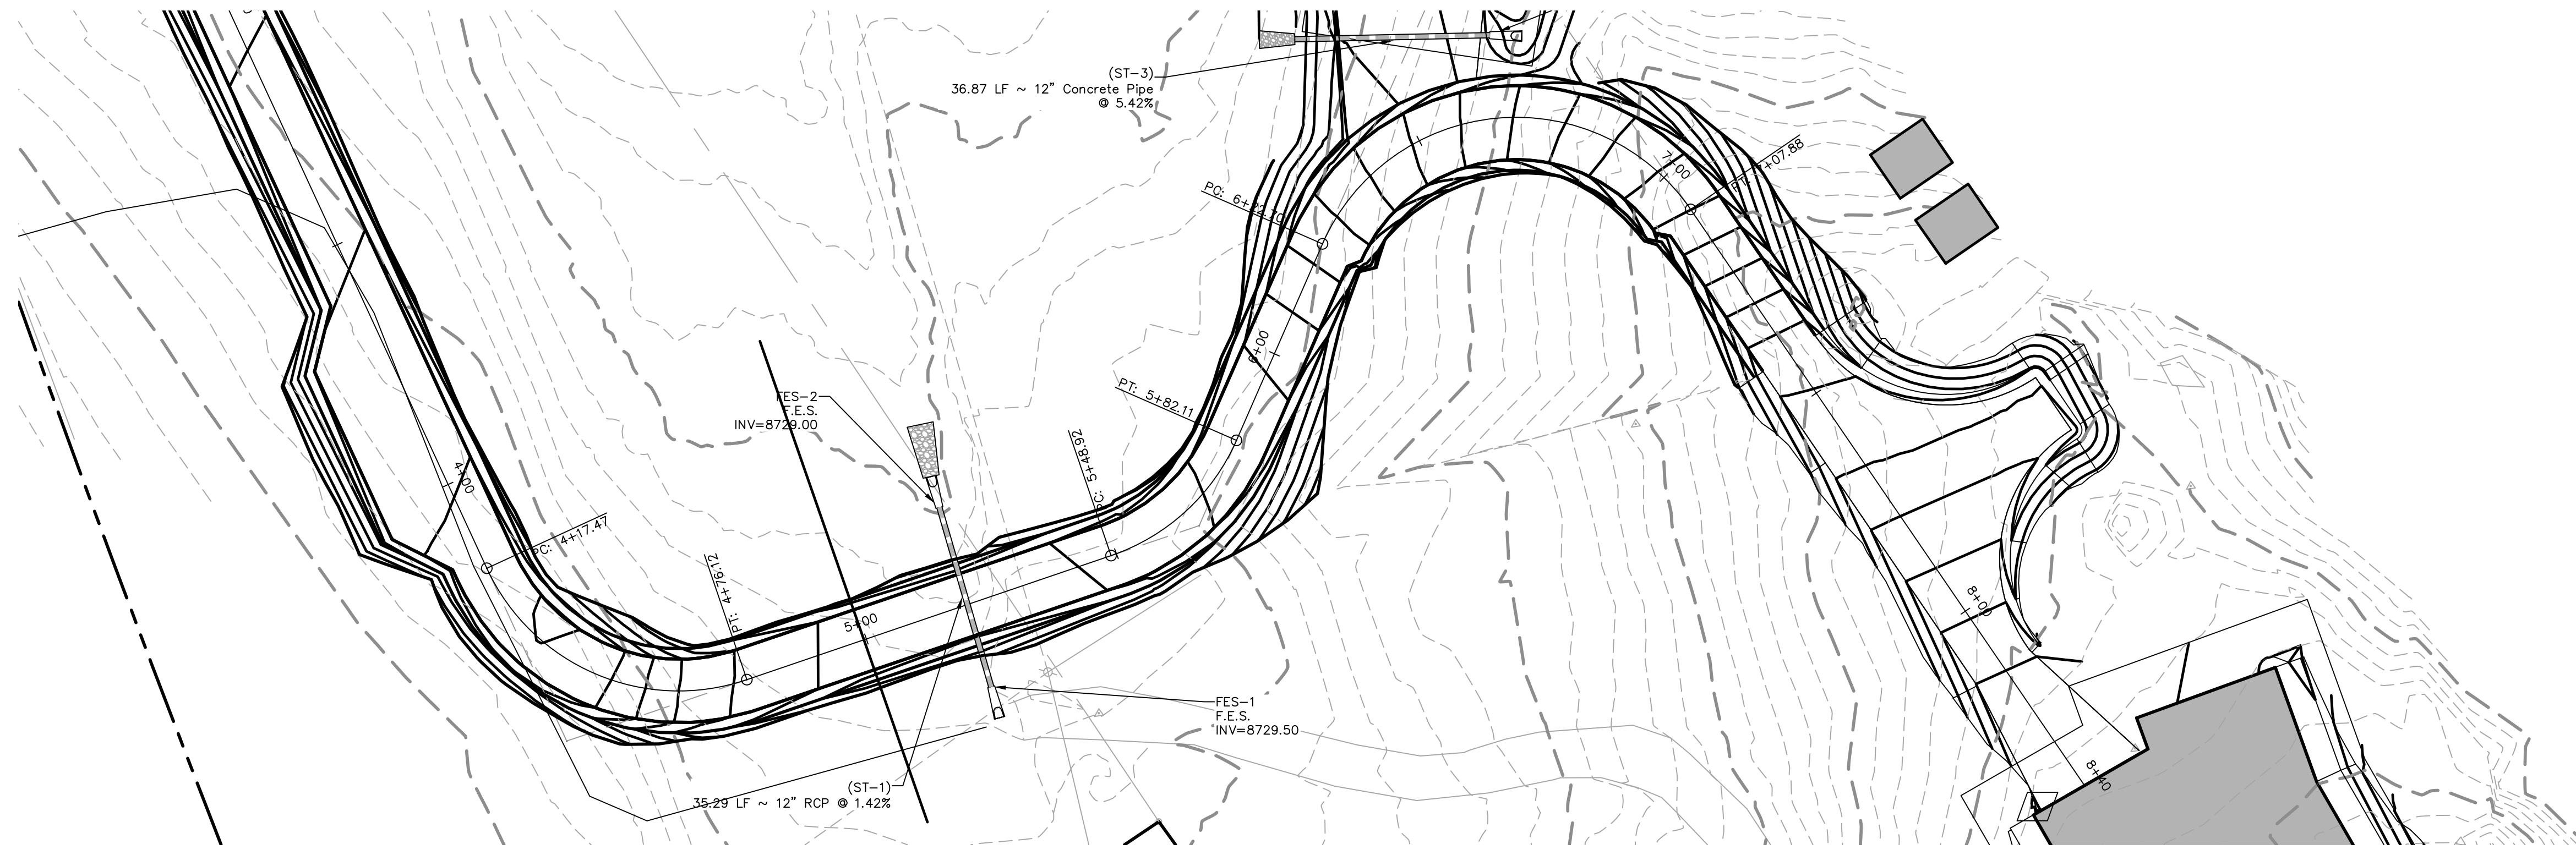 (ST-3)
36.87 LF ~ 12" Concrete Pipe
@ 5.42%
PC: 6+22.70
7+00
PT: 7+07.88
6+00
PT: 5+82.11
FES-2
F.E.S.
INV=8729.00
PC: 5+48.92
4+00
PC: 4+17.47
PT: 4+76.12
5+00
8+00
FES-1
F.E.S.
INV=8729.50
(ST-1)
35.29 LF ~ 12" RCP @ 1.42%
8+40